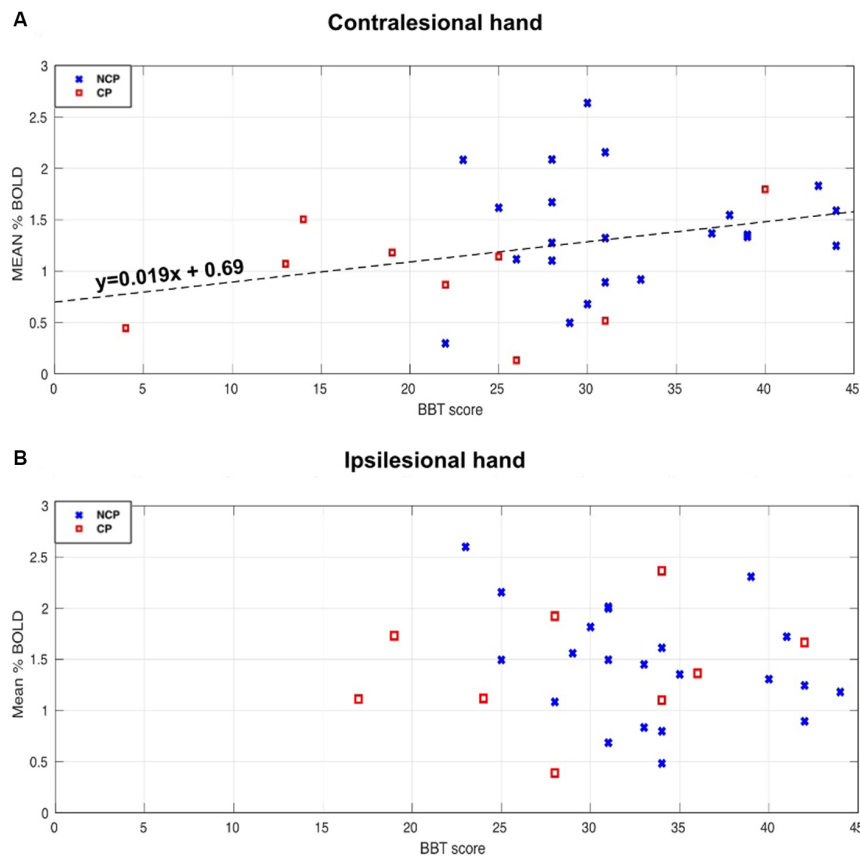 A
Contralesional hand
NCP
CP
3
2.5
2
1.5
1
0.5
0
MEAN % BOLD
y=0.019x + 0.69
0 5 10 15 20 25 30 35 40 45
BBT score
B
Ipsilesional hand
NCP
CP
3
2.5
2
1.5
1
0.5
0
Mean % BOLD
0 5 10 15 20 25 30 35 40 45
BBT score